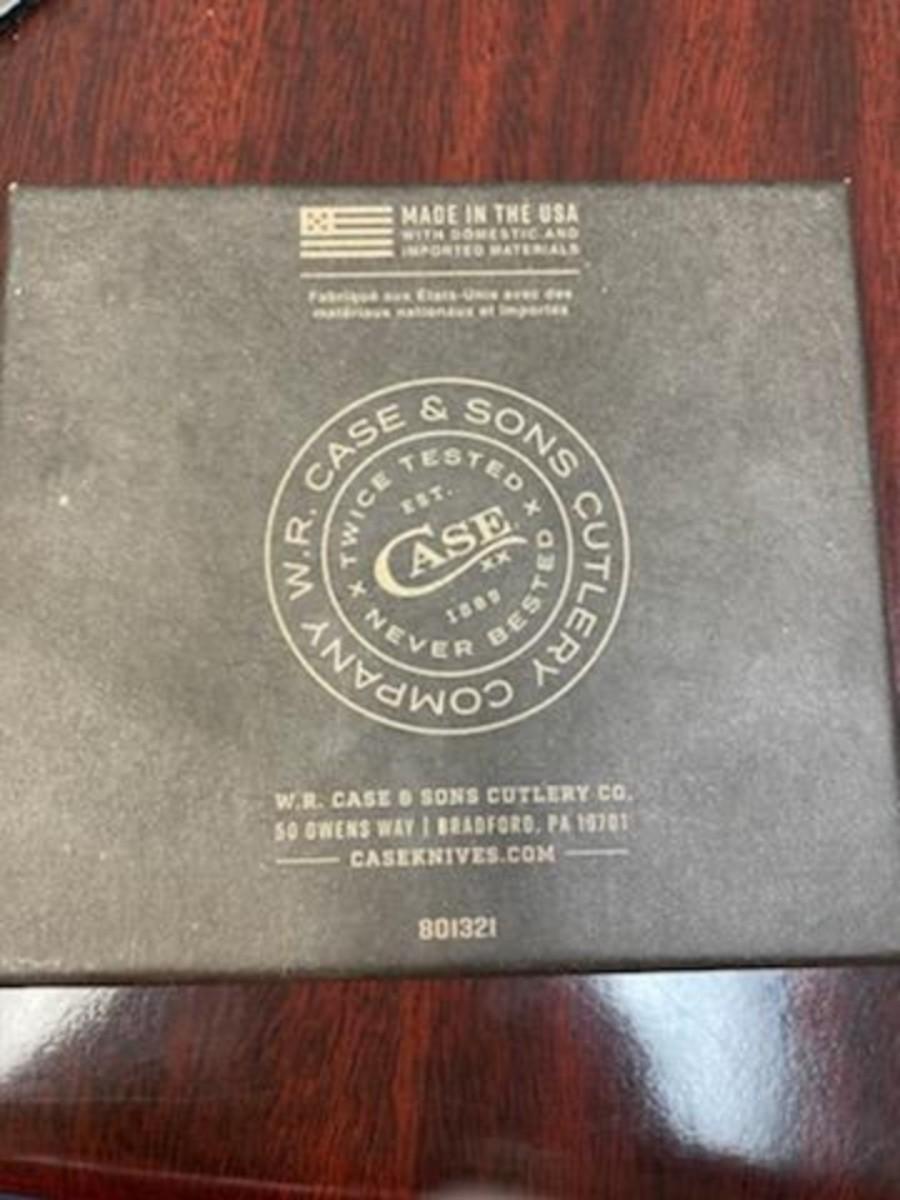 MADE IN THE USA
WITH DOMESTIC AND
IMPORTED MATERIALS
Fabriqué aux États-Unis avec des
matériaux nationaux et importés
W.R. CASE & SONS CUTLERY COMPANY
TWICE TESTED X NEVER BESTED X
EST.
CASE
XX
1889
W.R. CASE & SONS CUTLERY CO.
50 OWENS WAY | BRADFORD, PA 16701
CASEKNIVES.COM
801321